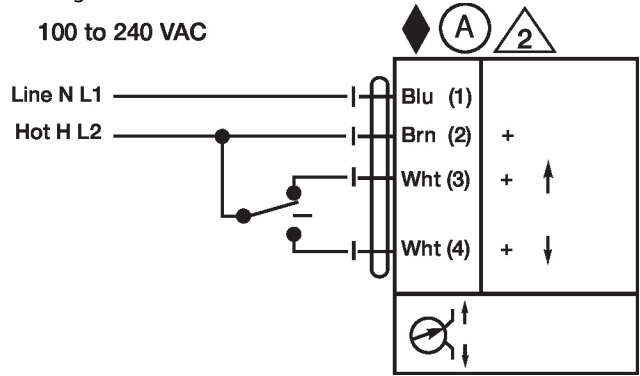 100 to 240 VAC
A
2
Line N L1
Blu (1)
Hot H L2
Brn (2) +
Wht (3) + ↑
Wht (4) + ↓